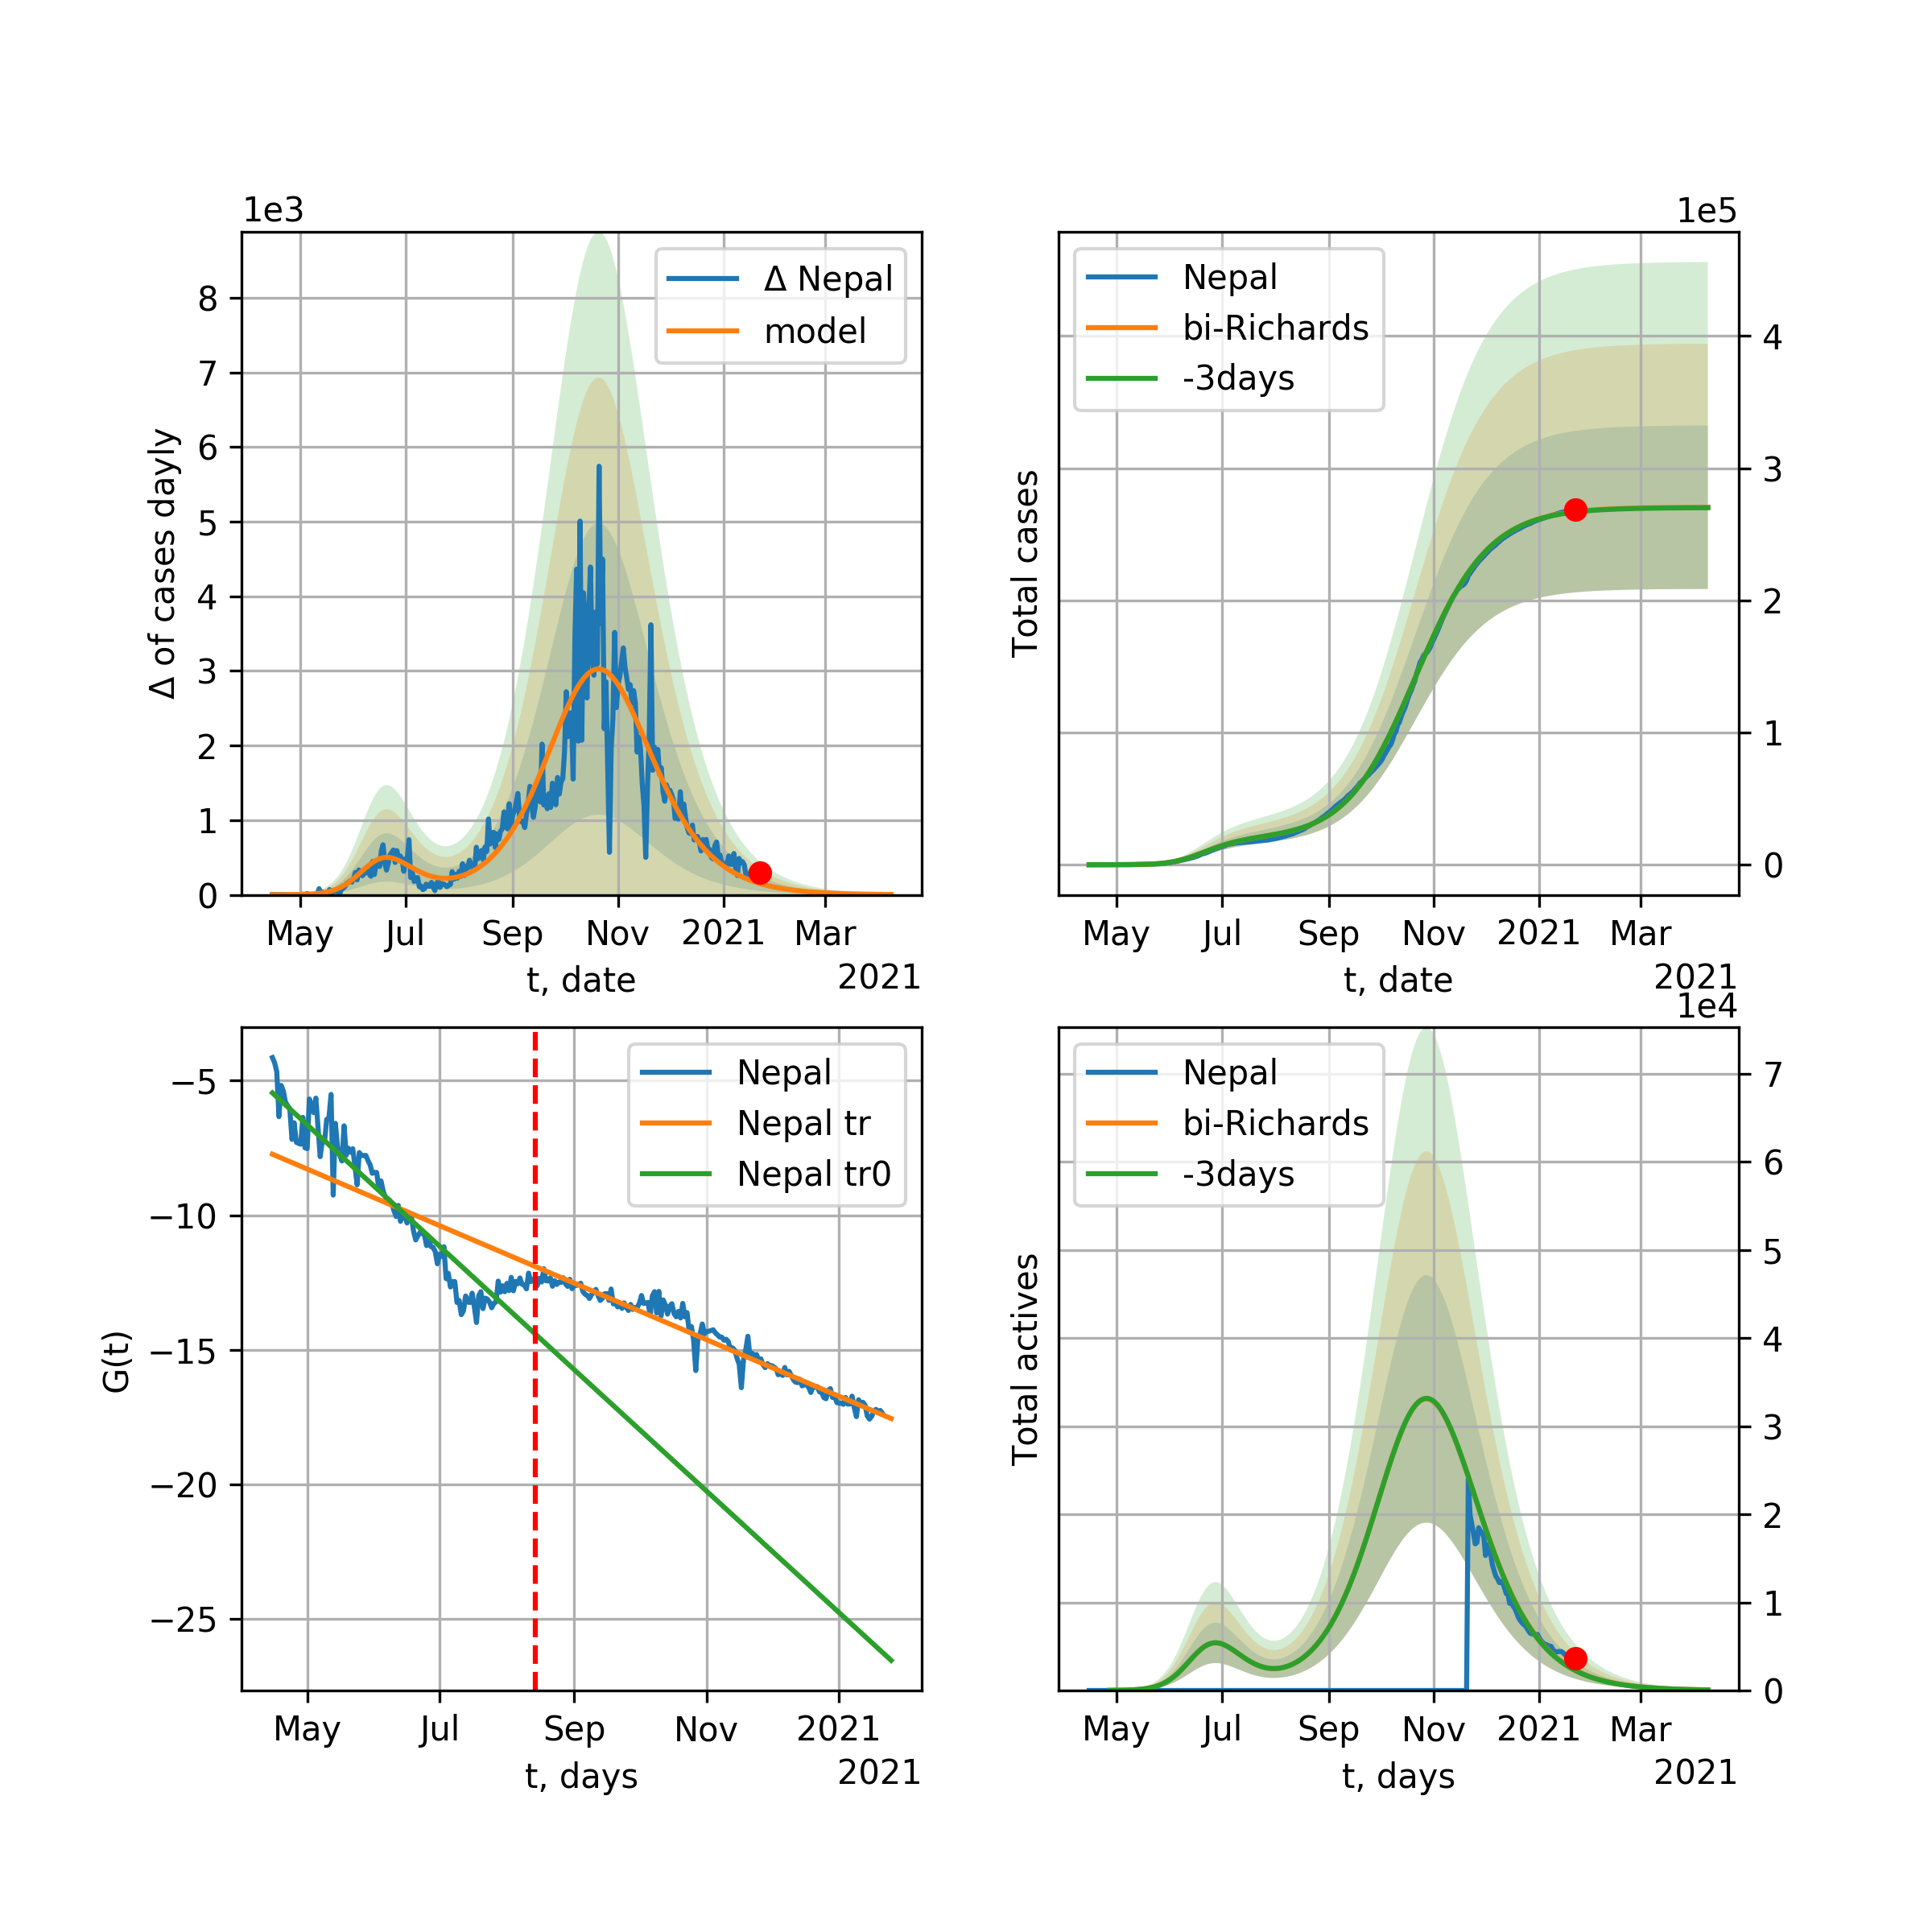 1e3
Δ of cases dayly
8
7
6
5
4
3
2
1
0
Δ Nepal
model
May Jul Sep Nov 2021 Mar
t, date
2021
1e5
Total cases
Nepal
bi-Richards
-3days
4
3
2
1
0
May Jul Sep Nov 2021 Mar
t, date
2021
G(t)
−5
−10
−15
−20
−25
Nepal
Nepal tr
Nepal tr0
May Jul Sep Nov 2021
t, days
2021
1e4
Total actives
Nepal
bi-Richards
-3days
7
6
5
4
3
2
1
0
May Jul Sep Nov 2021 Mar
t, days
2021